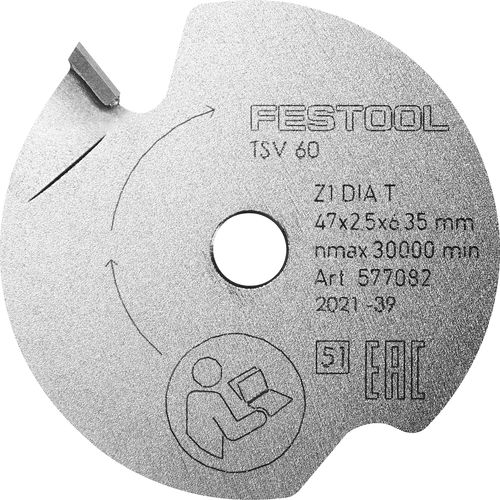 FESTOOL
TSV 60
Z1 DIA T
47x2.5x6.35 mm
nmax 30000 min
Art. 577082
2021-39
51
EAC